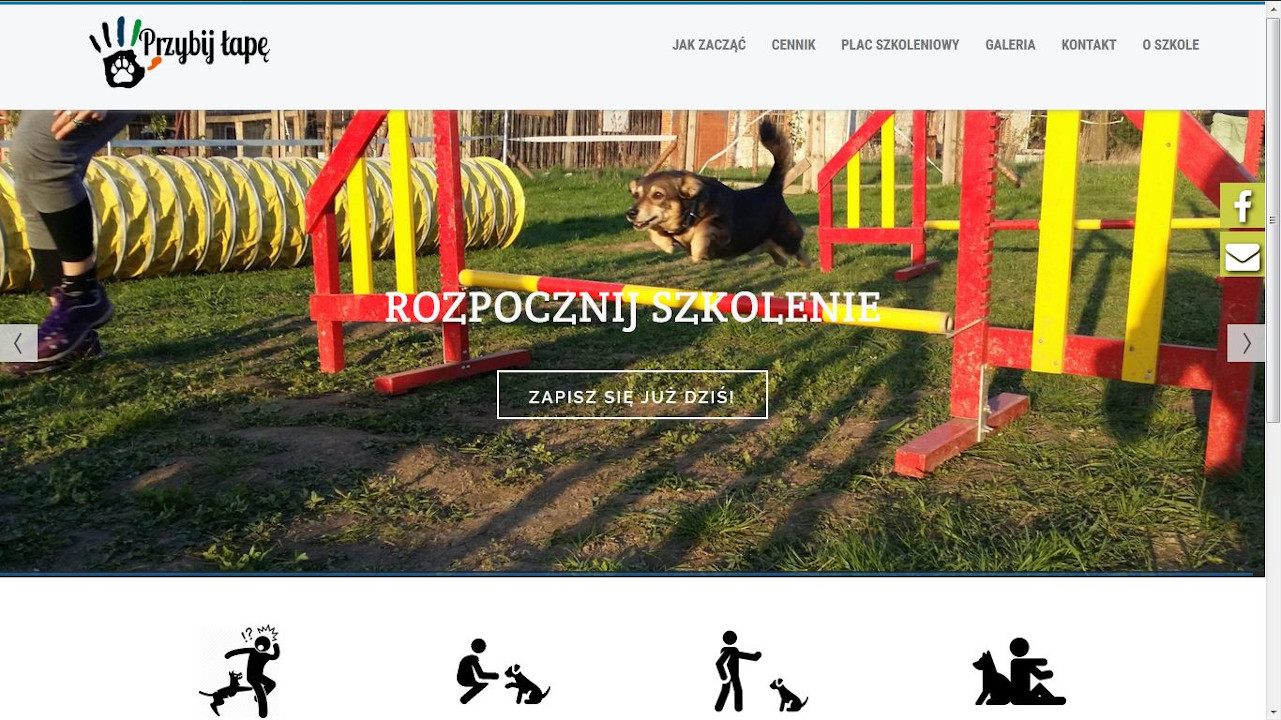 Przybij łapę
JAK ZACZĄĆ CENNIK PLAC SZKOLENIOWY GALERIA KONTAKT O SZKOLE
ROZPOCZNIJ SZKOLENIE
ZAPISZ SIĘ JUŻ DZIŚ!
!?